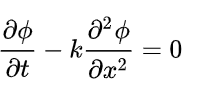 ∂ϕ/∂t − k ∂²ϕ/∂x² = 0